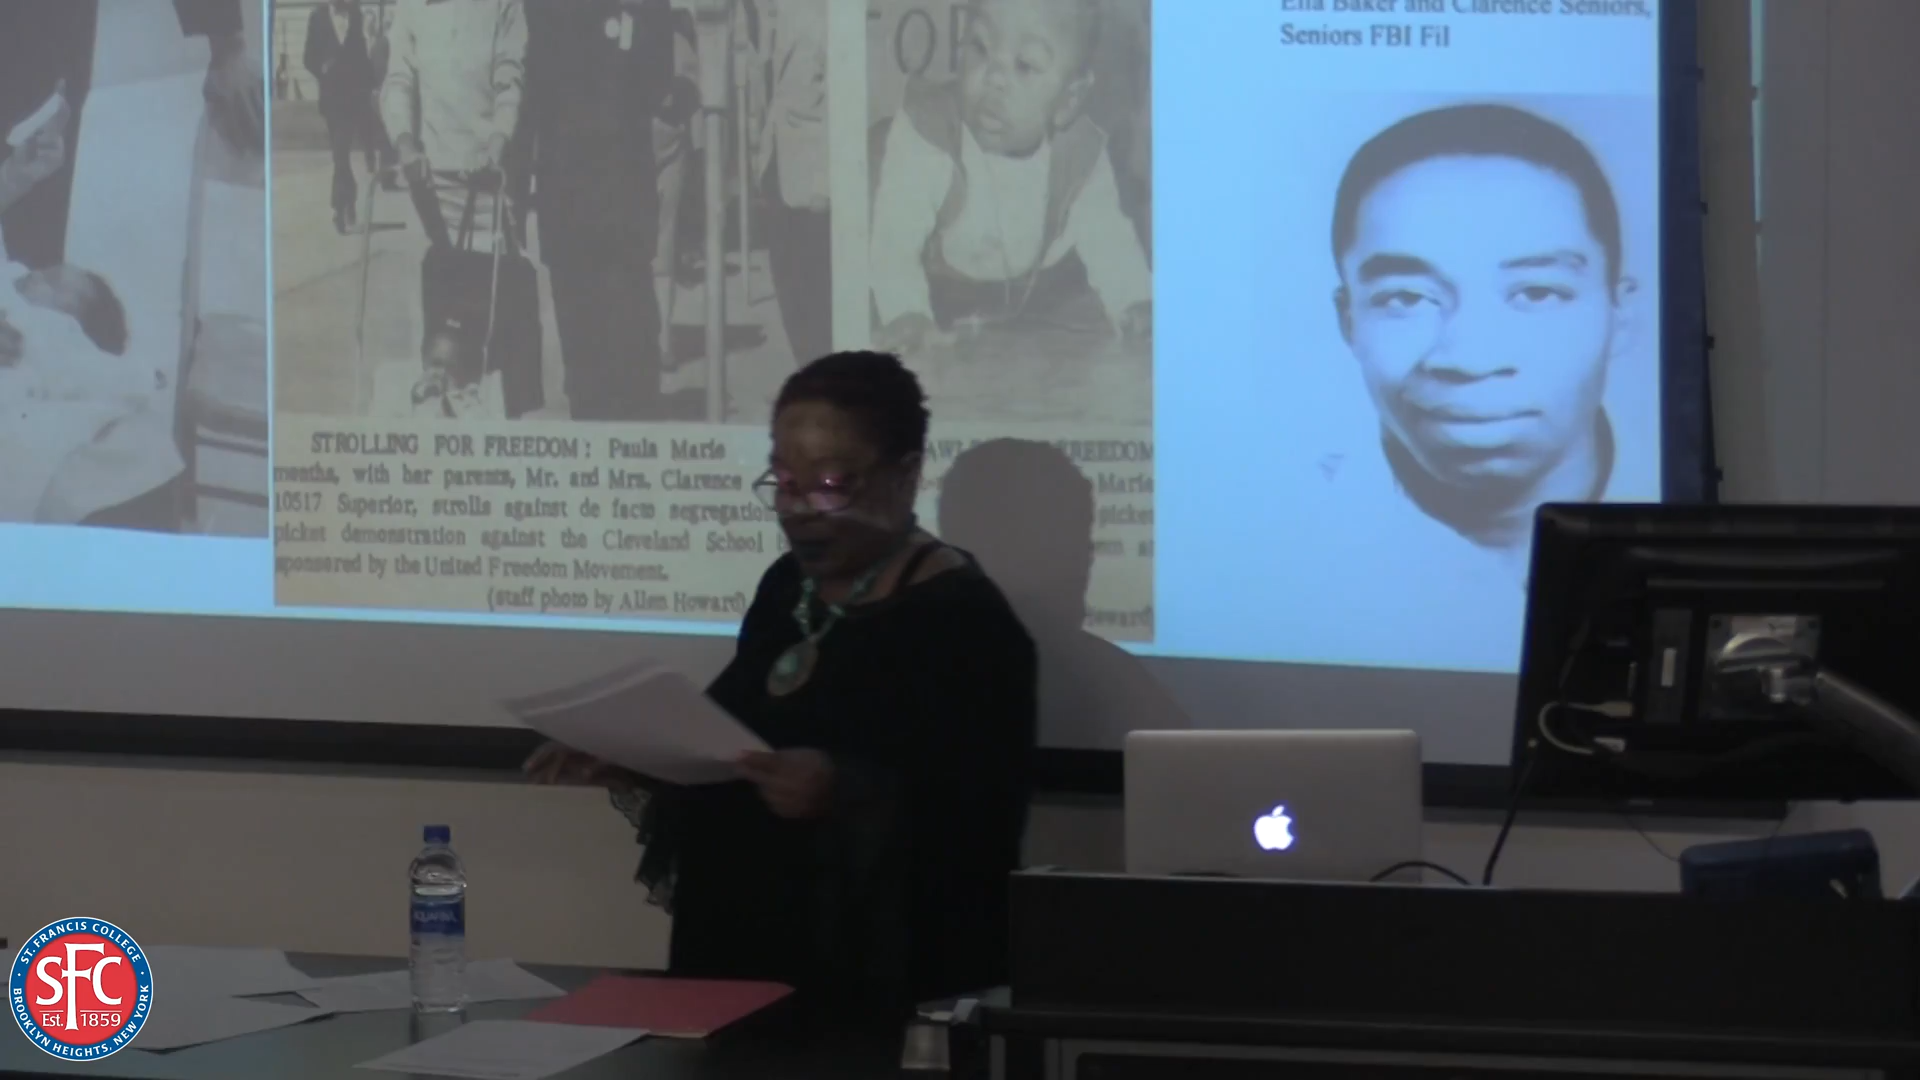 Ella Baker and Clarence Seniors,
Seniors FBI Fil
TOR
STROLLING FOR FREEDOM: Paula Marie
months, with her parents, Mr. and Mrs. Clarence
10517 Superior, strolls against de facto segregation
picket demonstration against the Cleveland School
sponsored by the United Freedom Movement.
(staff photo by Allen Howard)
FREEDOM
Marie
picket
Howard)
AQUAFINA
ST. FRANCIS COLLEGE
SFC
Est. 1859
BROOKLYN HEIGHTS, NEW YORK